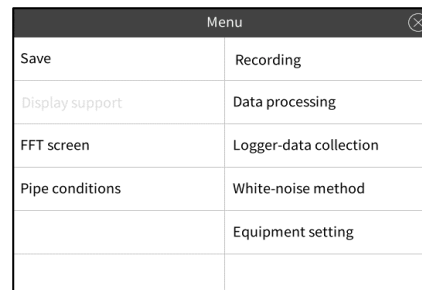 Menu
Save
Recording
Display support
Data processing
FFT screen
Logger-data collection
Pipe conditions
White-noise method
Equipment setting